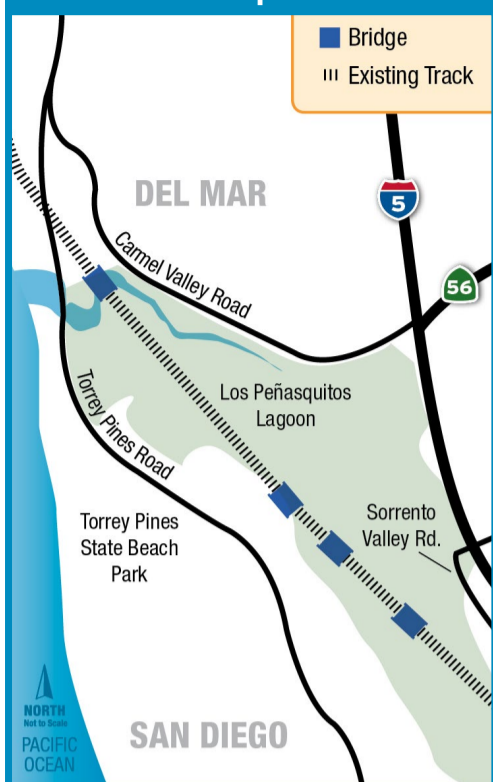 Bridge
Existing Track
DEL MAR
5
56
Carmel Valley Road
Los Peñasquitos
Lagoon
Torrey Pines Road
Sorrento
Valley Rd.
Torrey Pines
State Beach
Park
NORTH
Not to Scale
PACIFIC
OCEAN
SAN DIEGO